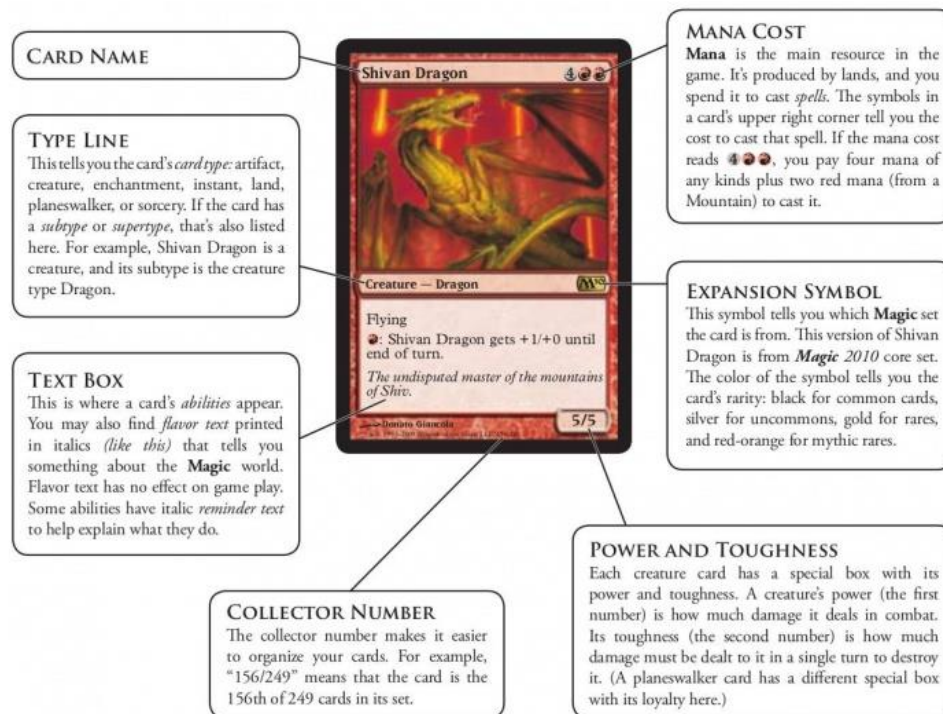 CARD NAME
TYPE LINE
This tells you the card's card type: artifact,
creature, enchantment, instant, land,
planeswalker, or sorcery. If the card has
a subtype or supertype, that's also listed
here. For example, Shivan Dragon is a
creature, and its subtype is the creature
type Dragon.
TEXT BOX
This is where a card's abilities appear.
You may also find flavor text printed
in italics (like this) that tells you
something about the Magic world.
Flavor text has no effect on game play.
Some abilities have italic reminder text
to help explain what they do.
Shivan Dragon 4
Creature — Dragon
M10
Flying
: Shivan Dragon gets +1/+0 until
end of turn.
The undisputed master of the mountains
of Shiv.
Donato Giancola
5/5
MANA COST
Mana is the main resource in the
game. It's produced by lands, and you
spend it to cast spells. The symbols in
a card's upper right corner tell you the
cost to cast that spell. If the mana cost
reads 4, you pay four mana of
any kinds plus two red mana (from a
Mountain) to cast it.
EXPANSION SYMBOL
This symbol tells you which Magic set
the card is from. This version of Shivan
Dragon is from Magic 2010 core set.
The color of the symbol tells you the
card's rarity: black for common cards,
silver for uncommons, gold for rares,
and red-orange for mythic rares.
COLLECTOR NUMBER
The collector number makes it easier
to organize your cards. For example,
"156/249" means that the card is the
156th of 249 cards in its set.
POWER AND TOUGHNESS
Each creature card has a special box with its
power and toughness. A creature's power (the first
number) is how much damage it deals in combat.
Its toughness (the second number) is how much
damage must be dealt to it in a single turn to destroy
it. (A planeswalker card has a different special box
with its loyalty here.)